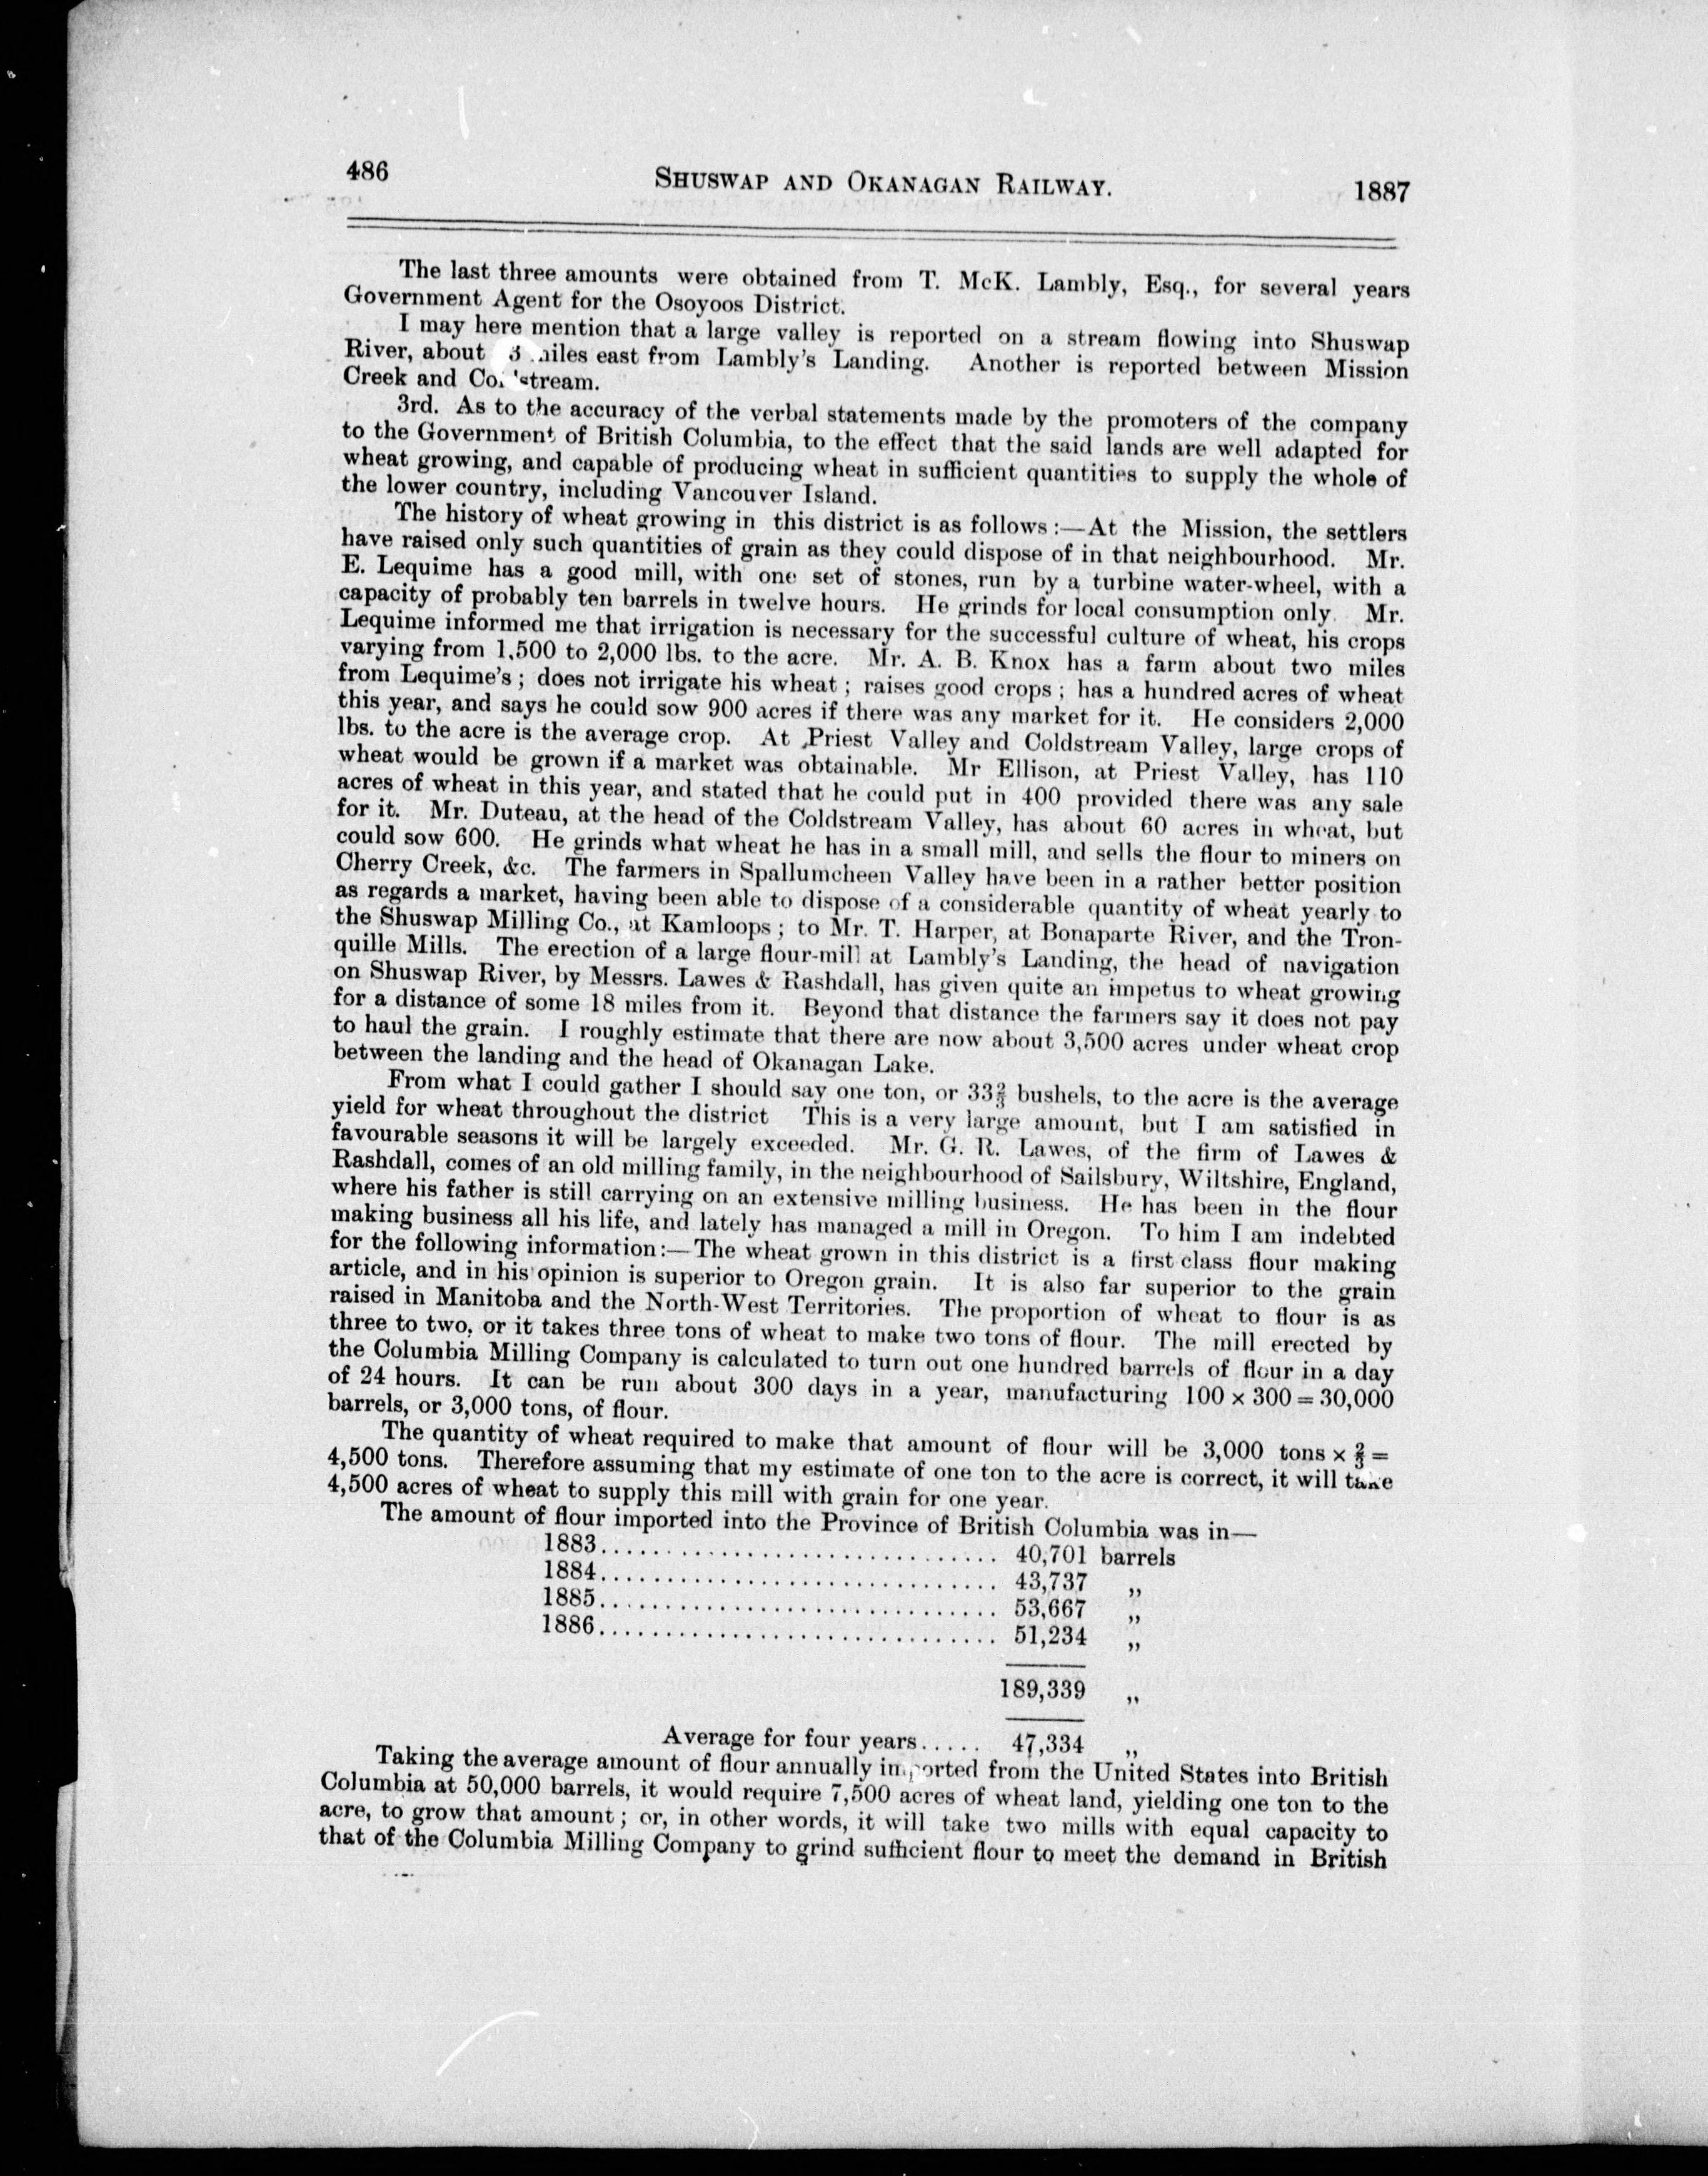 486 SHUSWAP AND OKANAGAN RAILWAY. 1887
The last three amounts were obtained from T. McK. Lambly, Esq., for several years
Government Agent for the Osoyoos District.
I may here mention that a large valley is reported on a stream flowing into Shuswap
River, about miles east from Lambly's Landing. Another is reported between Mission
Creek and Coldstream.
3rd. As to the accuracy of the verbal statements made by the promoters of the company
to the Government of British Columbia, to the effect that the said lands are well adapted for
wheat growing, and capable of producing wheat in sufficient quantities to supply the whole of
the lower country, including Vancouver Island.
The history of wheat growing in this district is as follows :—At the Mission, the settlers
have raised only such quantities of grain as they could dispose of in that neighbourhood. Mr.
E. Lequime has a good mill, with one set of stones, run by a turbine water-wheel, with a
capacity of probably ten barrels in twelve hours. He grinds for local consumption only. Mr.
Lequime informed me that irrigation is necessary for the successful culture of wheat, his crops
varying from 1,500 to 2,000 lbs. to the acre. Mr. A. B. Knox has a farm about two miles
from Lequime's ; does not irrigate his wheat ; raises good crops ; has a hundred acres of wheat
this year, and says he could sow 900 acres if there was any market for it. He considers 2,000
lbs. to the acre is the average crop. At Priest Valley and Coldstream Valley, large crops of
wheat would be grown if a market was obtainable. Mr Ellison, at Priest Valley, has 110
acres of wheat in this year, and stated that he could put in 400 provided there was any sale
for it. Mr. Duteau, at the head of the Coldstream Valley, has about 60 acres in wheat, but
could sow 600. He grinds what wheat he has in a small mill, and sells the flour to miners on
Cherry Creek, &c. The farmers in Spallumcheen Valley have been in a rather better position
as regards a market, having been able to dispose of a considerable quantity of wheat yearly to
the Shuswap Milling Co., at Kamloops ; to Mr. T. Harper, at Bonaparte River, and the Tron-
quille Mills. The erection of a large flour-mill at Lambly's Landing, the head of navigation
on Shuswap River, by Messrs. Lawes & Rashdall, has given quite an impetus to wheat growing
for a distance of some 18 miles from it. Beyond that distance the farmers say it does not pay
to haul the grain. I roughly estimate that there are now about 3,500 acres under wheat crop
between the landing and the head of Okanagan Lake.
From what I could gather I should say one ton, or 33⅔ bushels, to the acre is the average
yield for wheat throughout the district This is a very large amount, but I am satisfied in
favourable seasons it will be largely exceeded. Mr. G. R. Lawes, of the firm of Lawes &
Rashdall, comes of an old milling family, in the neighbourhood of Sailsbury, Wiltshire, England,
where his father is still carrying on an extensive milling business. He has been in the flour
making business all his life, and lately has managed a mill in Oregon. To him I am indebted
for the following information:—The wheat grown in this district is a first class flour making
article, and in his opinion is superior to Oregon grain. It is also far superior to the grain
raised in Manitoba and the North-West Territories. The proportion of wheat to flour is as
three to two, or it takes three tons of wheat to make two tons of flour. The mill erected by
the Columbia Milling Company is calculated to turn out one hundred barrels of flour in a day
of 24 hours. It can be run about 300 days in a year, manufacturing 100 × 300 = 30,000
barrels, or 3,000 tons, of flour.
The quantity of wheat required to make that amount of flour will be 3,000 tons × ⅔ =
4,500 tons. Therefore assuming that my estimate of one ton to the acre is correct, it will take
4,500 acres of wheat to supply this mill with grain for one year.
The amount of flour imported into the Province of British Columbia was in—
1883.............................. 40,701 barrels
1884.............................. 43,737 „
1885.............................. 53,667 „
1886.............................. 51,234 „
189,339 „
Average for four years..... 47,334 „
Taking the average amount of flour annually imported from the United States into British
Columbia at 50,000 barrels, it would require 7,500 acres of wheat land, yielding one ton to the
acre, to grow that amount ; or, in other words, it will take two mills with equal capacity to
that of the Columbia Milling Company to grind sufficient flour to meet the demand in British